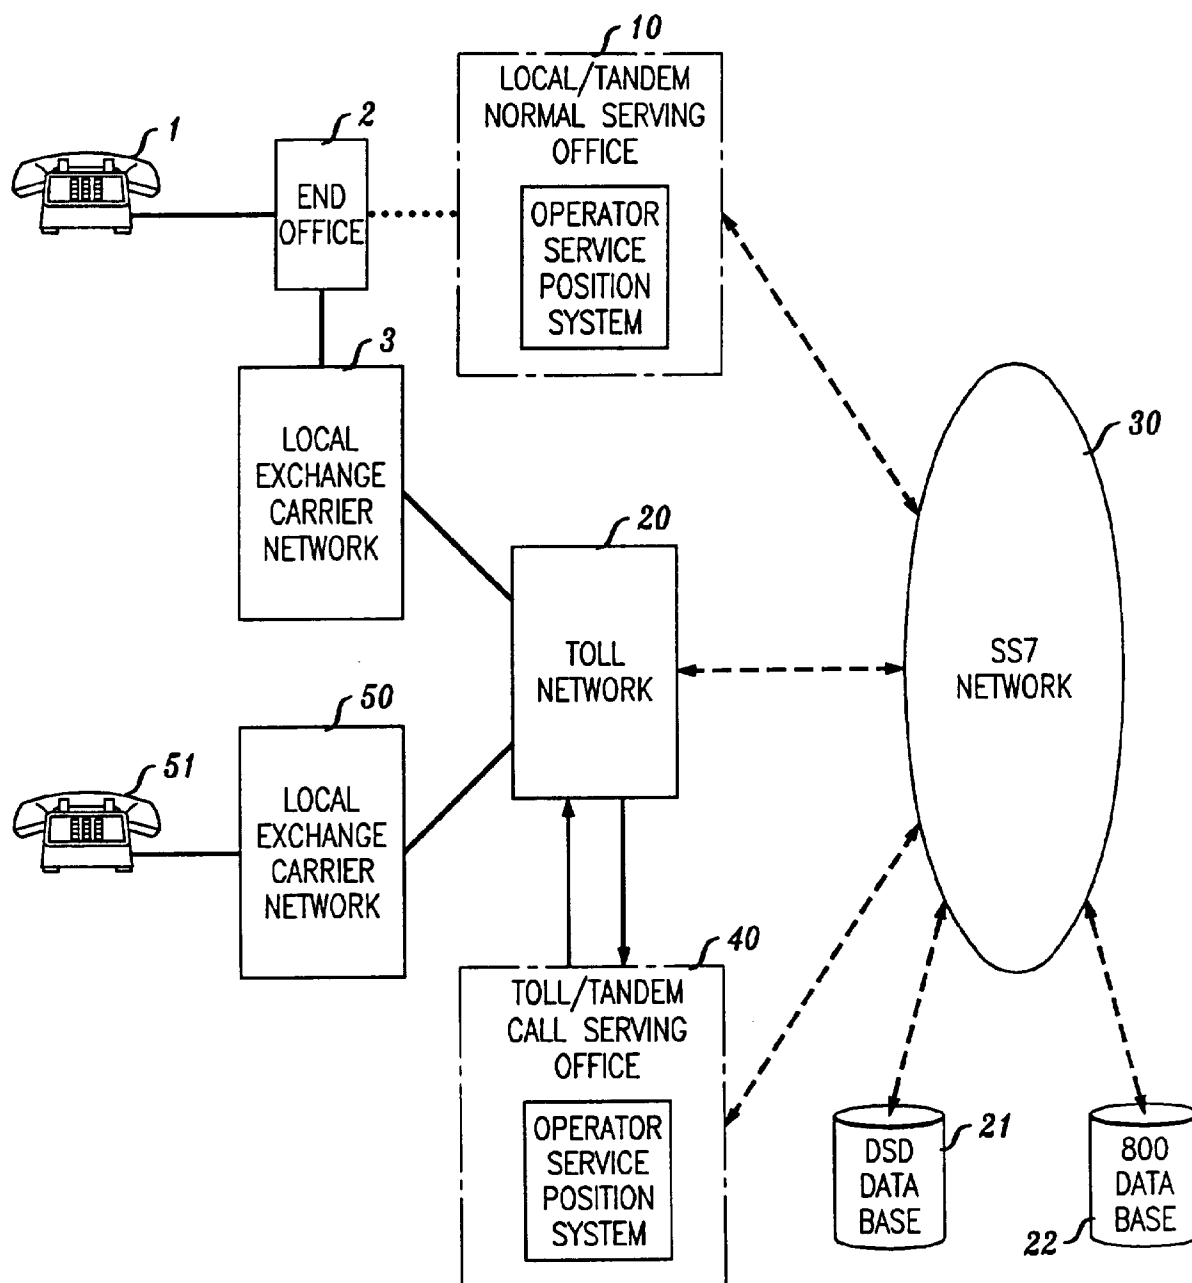 10
LOCAL/TANDEM
NORMAL SERVING
OFFICE
OPERATOR
SERVICE
POSITION
SYSTEM
1
2
END
OFFICE
3
LOCAL
EXCHANGE
CARRIER
NETWORK
20
TOLL
NETWORK
30
SS7
NETWORK
50
LOCAL
EXCHANGE
CARRIER
NETWORK
51
40
TOLL/TANDEM
CALL SERVING
OFFICE
OPERATOR
SERVICE
POSITION
SYSTEM
21
DSD
DATA
BASE
22
800
DATA
BASE